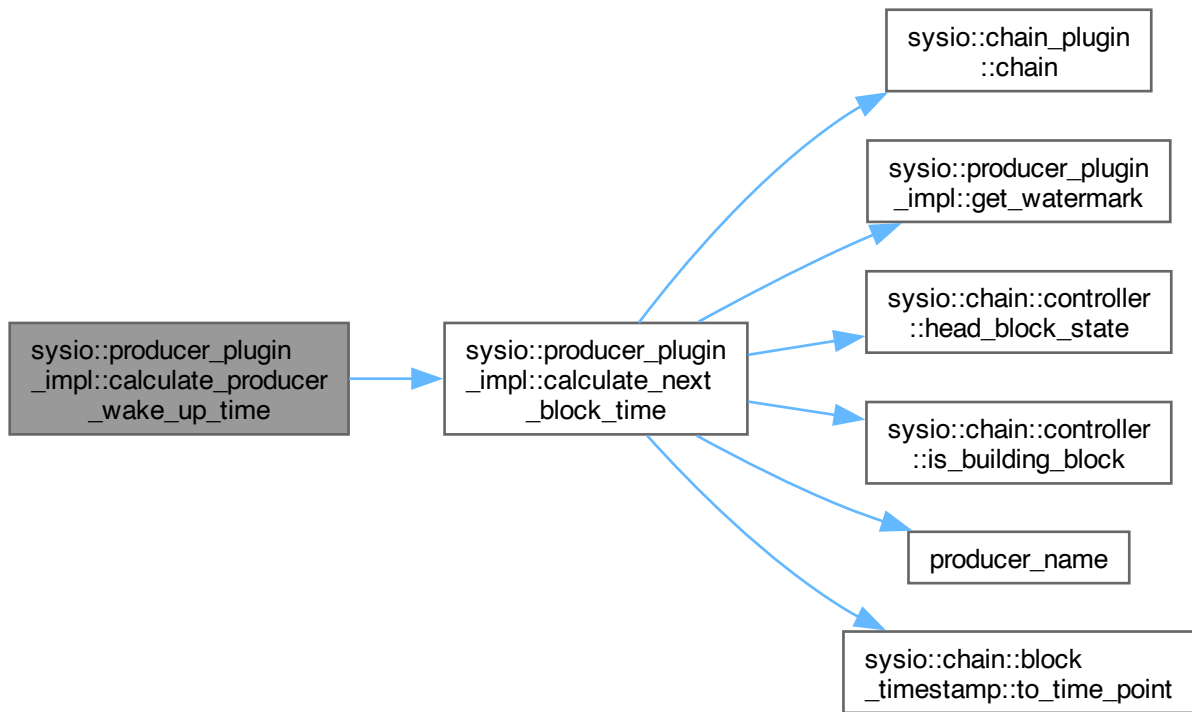 sysio::producer_plugin
_impl::calculate_producer
_wake_up_time
sysio::producer_plugin
_impl::calculate_next
_block_time
sysio::chain_plugin
::chain
sysio::producer_plugin
_impl::get_watermark
sysio::chain::controller
::head_block_state
sysio::chain::controller
::is_building_block
producer_name
sysio::chain::block
_timestamp::to_time_point